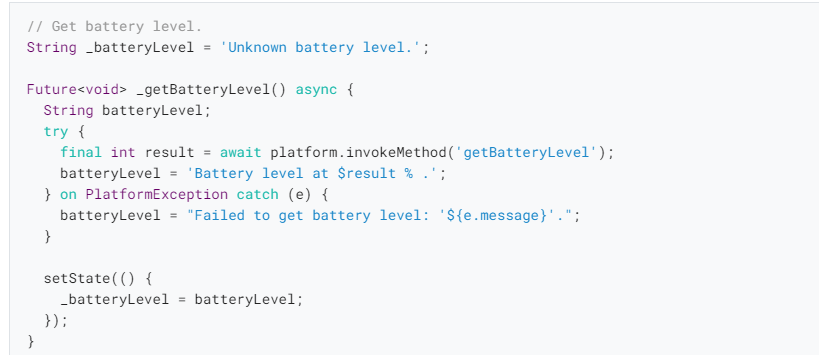 // Get battery level.
String _batteryLevel = 'Unknown battery level.';

Future<void> _getBatteryLevel() async {
  String batteryLevel;
  try {
    final int result = await platform.invokeMethod('getBatteryLevel');
    batteryLevel = 'Battery level at $result % .';
  } on PlatformException catch (e) {
    batteryLevel = "Failed to get battery level: '${e.message}'.";
  }

  setState(() {
    _batteryLevel = batteryLevel;
  });
}